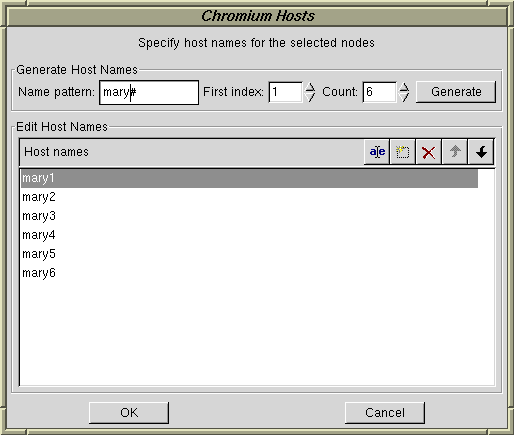 Chromium Hosts
Specify host names for the selected nodes
Generate Host Names
Name pattern: mary# First index: 1 Count: 6 Generate
Edit Host Names
Host names a|e
mary1
mary2
mary3
mary4
mary5
mary6
OK Cancel